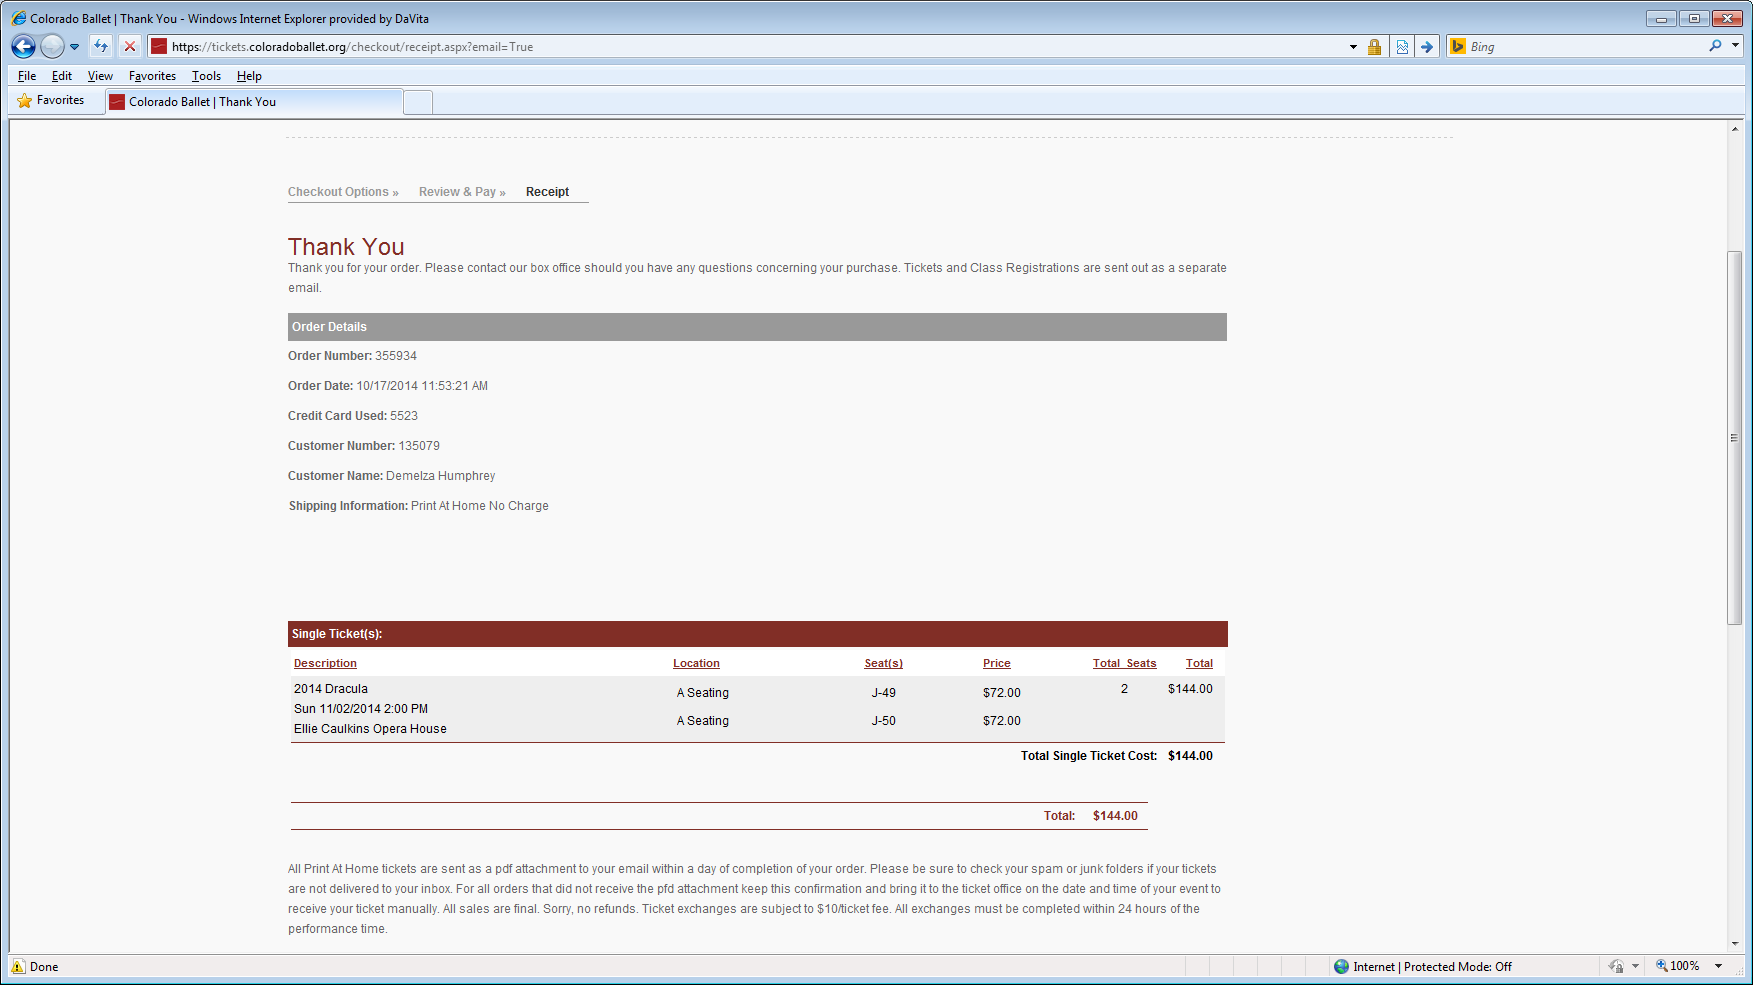 Colorado Ballet | Thank You - Windows Internet Explorer provided by DaVita
https://tickets.coloradoballet.org/checkout/receipt.aspx?email=True
Bing
File Edit View Favorites Tools Help
Favorites
Colorado Ballet | Thank You
Checkout Options » Review & Pay » Receipt
Thank You
Thank you for your order. Please contact our box office should you have any questions concerning your purchase. Tickets and Class Registrations are sent out as a separate
email.
Order Details
Order Number: 355934
Order Date: 10/17/2014 11:53:21 AM
Credit Card Used: 5523
Customer Number: 135079
Customer Name: Demelza Humphrey
Shipping Information: Print At Home No Charge
Single Ticket(s):
Description Location Seat(s) Price Total Seats Total
2014 Dracula 2 $144.00
A Seating J-49 $72.00
Sun 11/02/2014 2:00 PM
A Seating J-50 $72.00
Ellie Caulkins Opera House
Total Single Ticket Cost: $144.00
Total: $144.00
All Print At Home tickets are sent as a pdf attachment to your email within a day of completion of your order. Please be sure to check your spam or junk folders if your tickets
are not delivered to your inbox. For all orders that did not receive the pfd attachment keep this confirmation and bring it to the ticket office on the date and time of your event to
receive your ticket manually. All sales are final. Sorry, no refunds. Ticket exchanges are subject to $10/ticket fee. All exchanges must be completed within 24 hours of the
performance time.
Done
Internet | Protected Mode: Off
100%